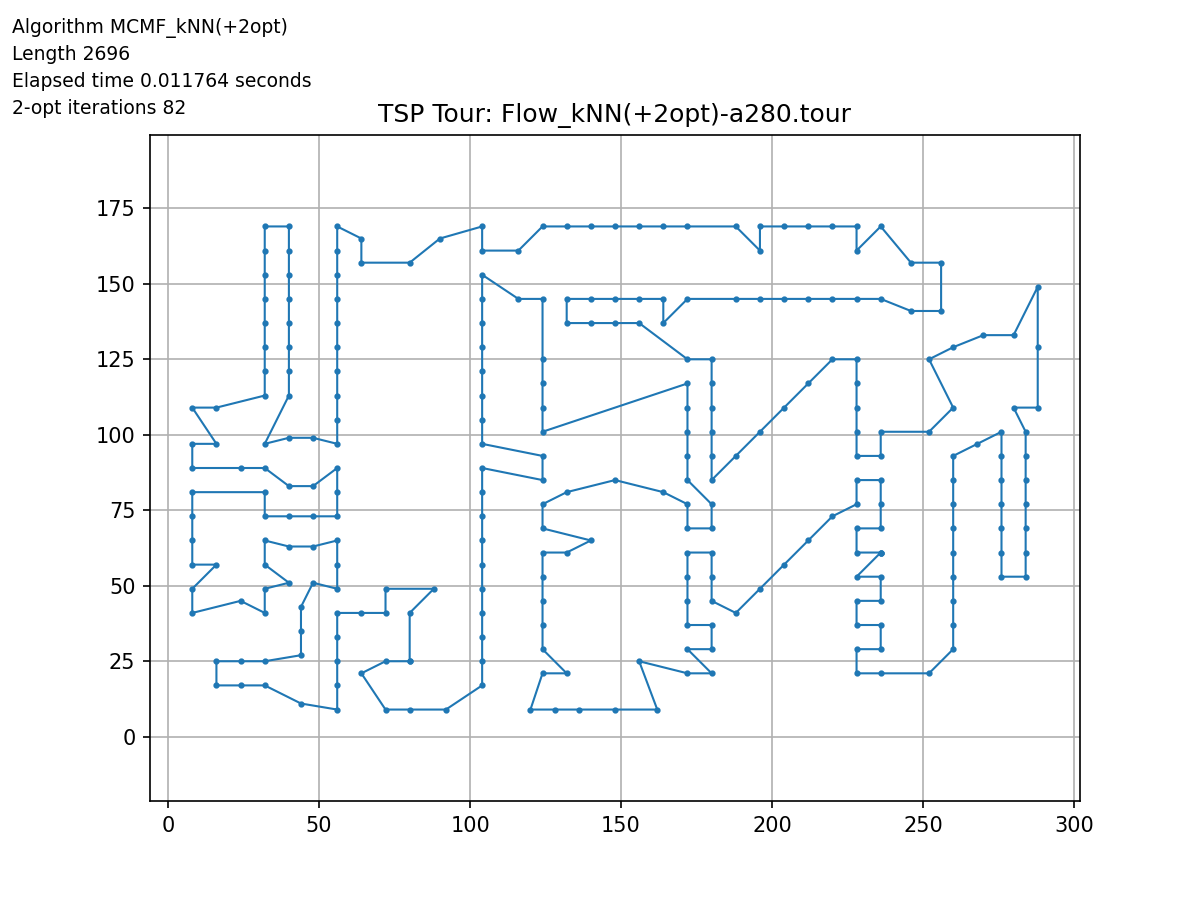 Algorithm MCMF_kNN(+2opt)
Length 2696
Elapsed time 0.011764 seconds
2-opt iterations 82
TSP Tour: Flow_kNN(+2opt)-a280.tour
175
150
125
100
75
50
25
0
0 50 100 150 200 250 300